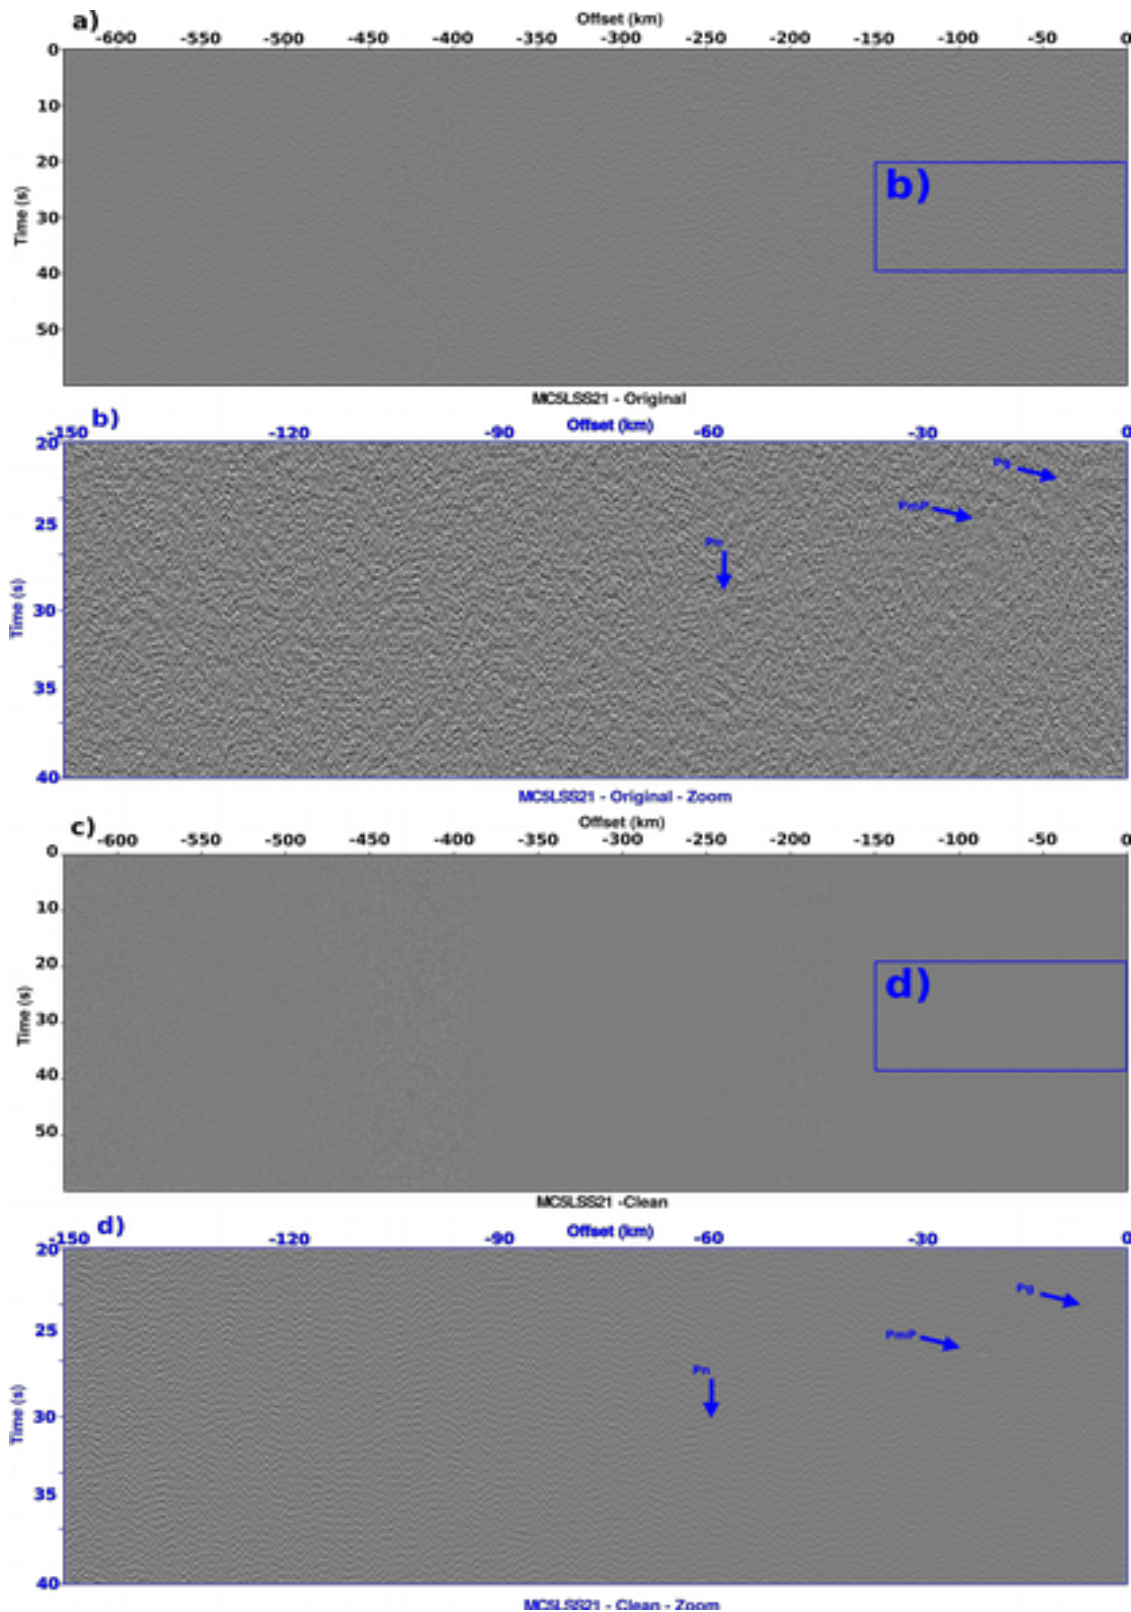 a)
Offset (km)
-600 -550 -500 -450 -400 -350 -300 -250 -200 -150 -100 -50 0
0
10
20
30
40
50
Time (s)
b)
MC5LSS21 - Original
b)
Offset (km)
-150 -120 -90 -60 -30 0
20
25
30
35
40
Time (s)
Pg
PmP
Pn
MC5LSS21 - Original - Zoom
c)
Offset (km)
-600 -550 -500 -450 -400 -350 -300 -250 -200 -150 -100 -50 0
0
10
20
30
40
50
Time (s)
d)
MC5LSS21 -Clean
d)
Offset (km)
-150 -120 -90 -60 -30 0
20
25
30
35
40
Time (s)
Pg
PmP
Pn
MC5LSS21 - Clean - Zoom